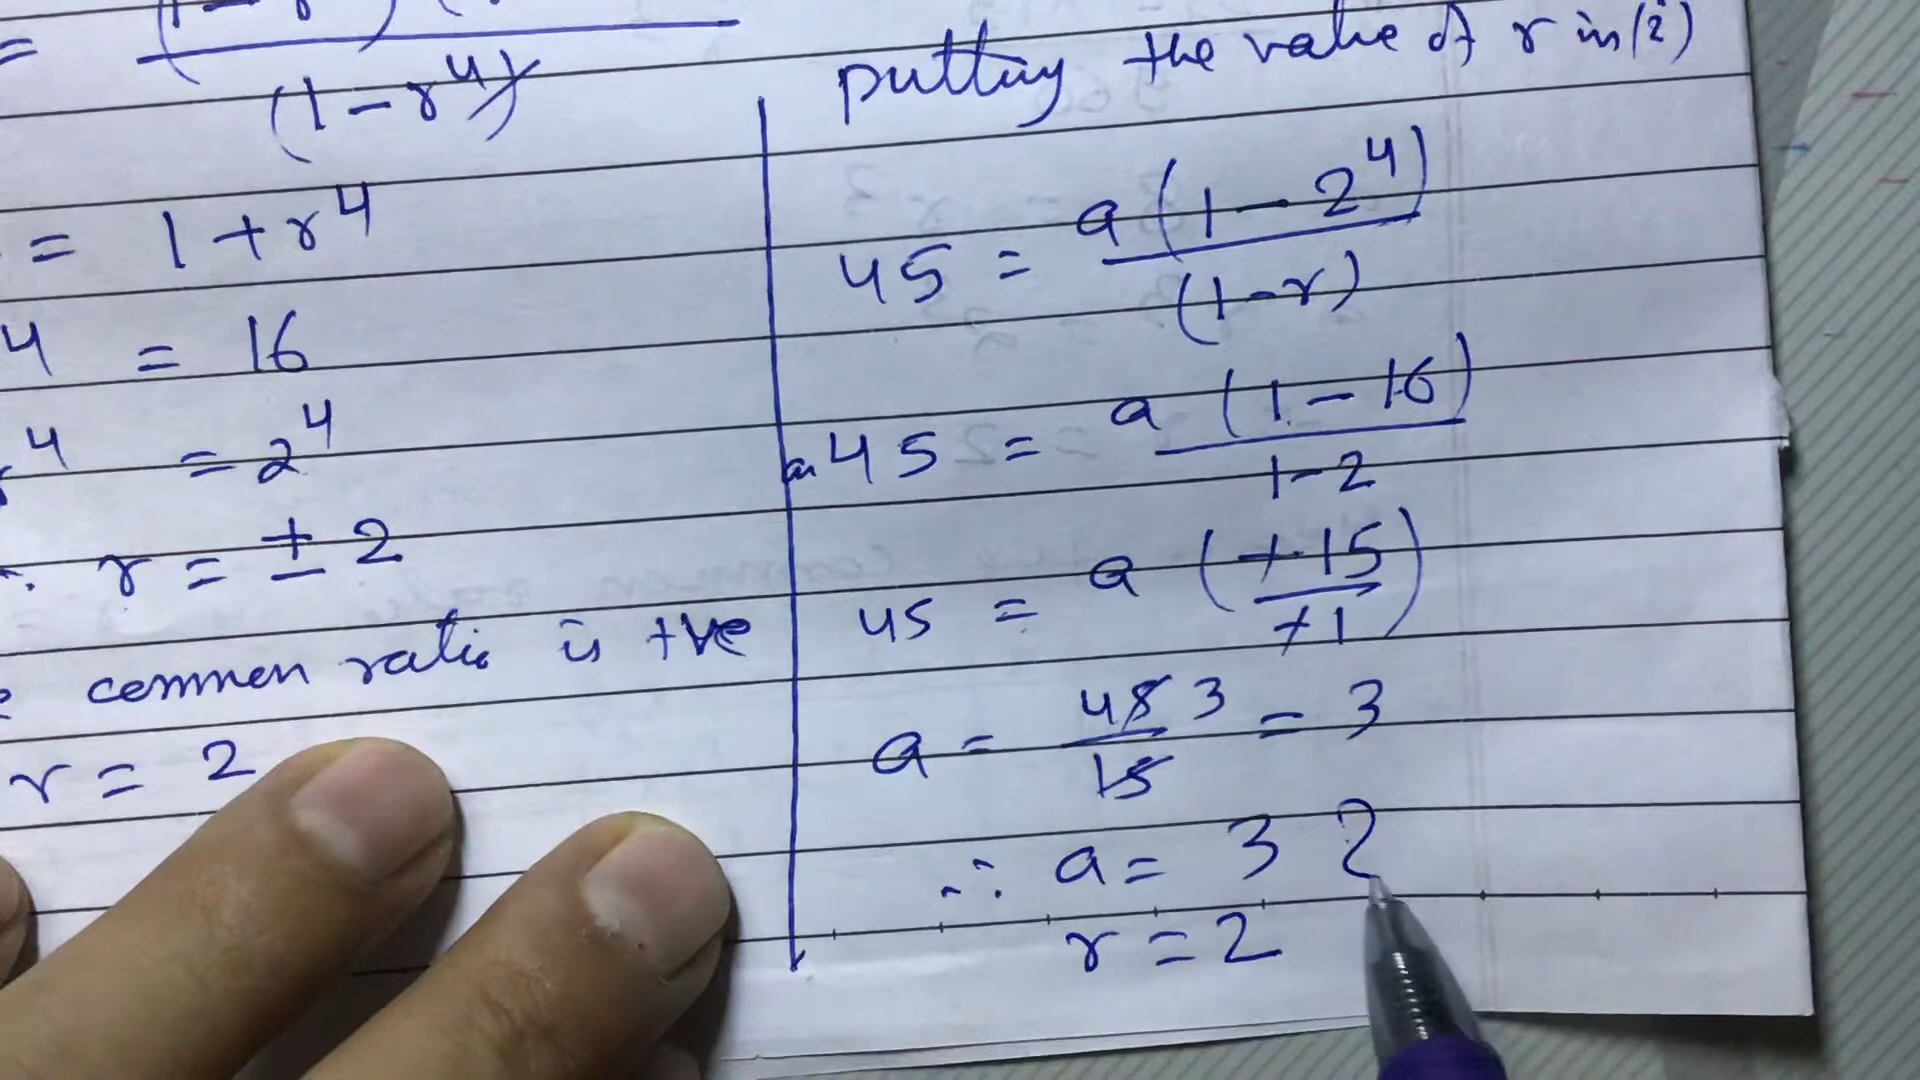 =
(1-r⁴)
= 1+r⁴
4 = 16
r⁴ = 2⁴
∴ r = ± 2
common ratio is +ve
r = 2
putting the value of r in (2)
45 = a(1-2⁴)
(1-r)
45 = a (1-16)
1-2
45 = a (+15)
+1
a = 45 3 = 3
15
∴ a = 3
r = 2